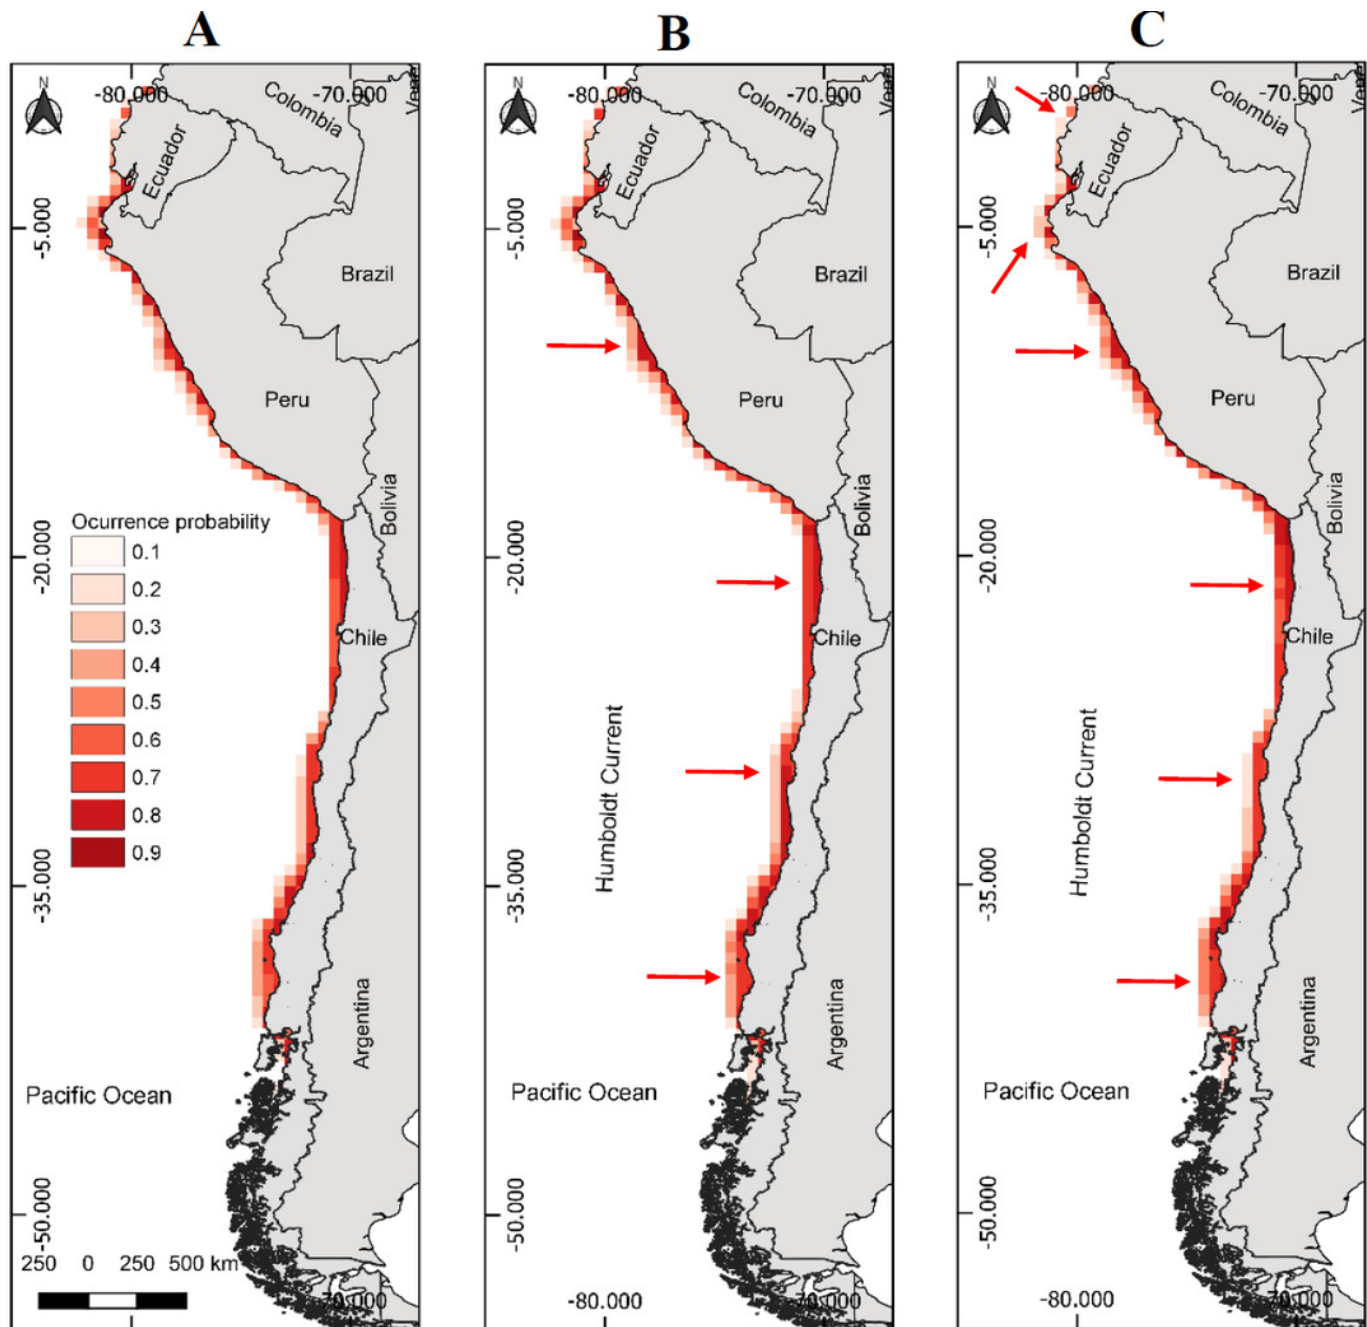 A
B
C
N
-80.000
-70.000
Colombia
Ecuador
-5.000
Brazil
Peru
Bolivia
Ocurrence probability
0.1
0.2
0.3
0.4
0.5
0.6
0.7
0.8
0.9
-20.000
Chile
-35.000
Argentina
Pacific Ocean
-50.000
250 0 250 500 km
-70.000
N
-80.000
-70.000
Colombia
Ecuador
-5.000
Brazil
Peru
Bolivia
-20.000
Chile
Humboldt Current
-35.000
Argentina
Pacific Ocean
-50.000
-80.000
-70.000
N
-80.000
-70.000
Colombia
Ecuador
-5.000
Brazil
Peru
Bolivia
-20.000
Chile
Humboldt Current
-35.000
Argentina
Pacific Ocean
-50.000
-80.000
-70.000